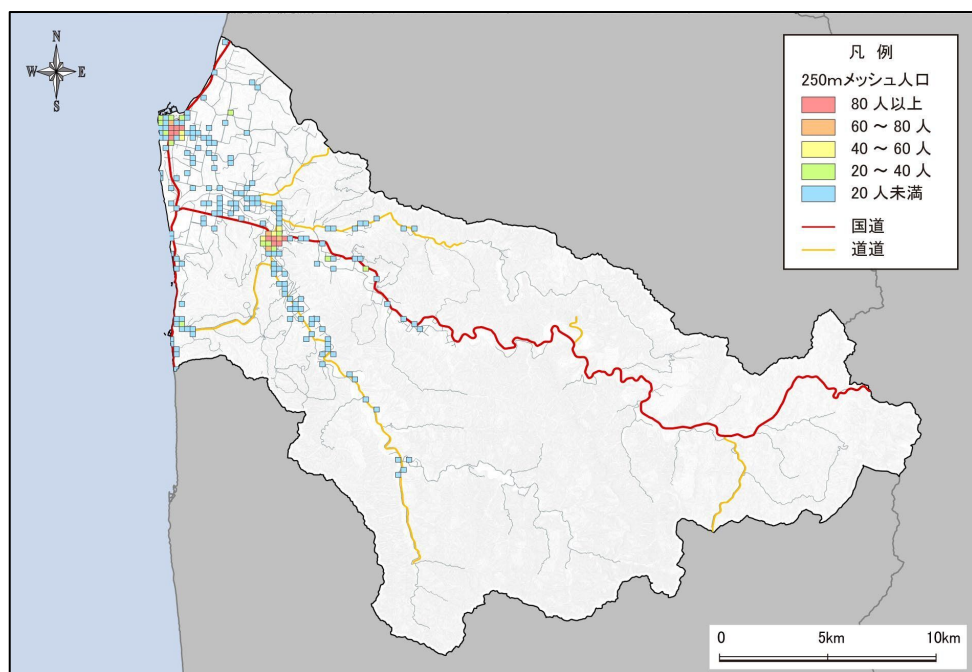 N
W E
S
凡 例
250mメッシュ人口
80 人以上
60 ～ 80 人
40 ～ 60 人
20 ～ 40 人
20 人未満
国道
道道
0 5km 10km